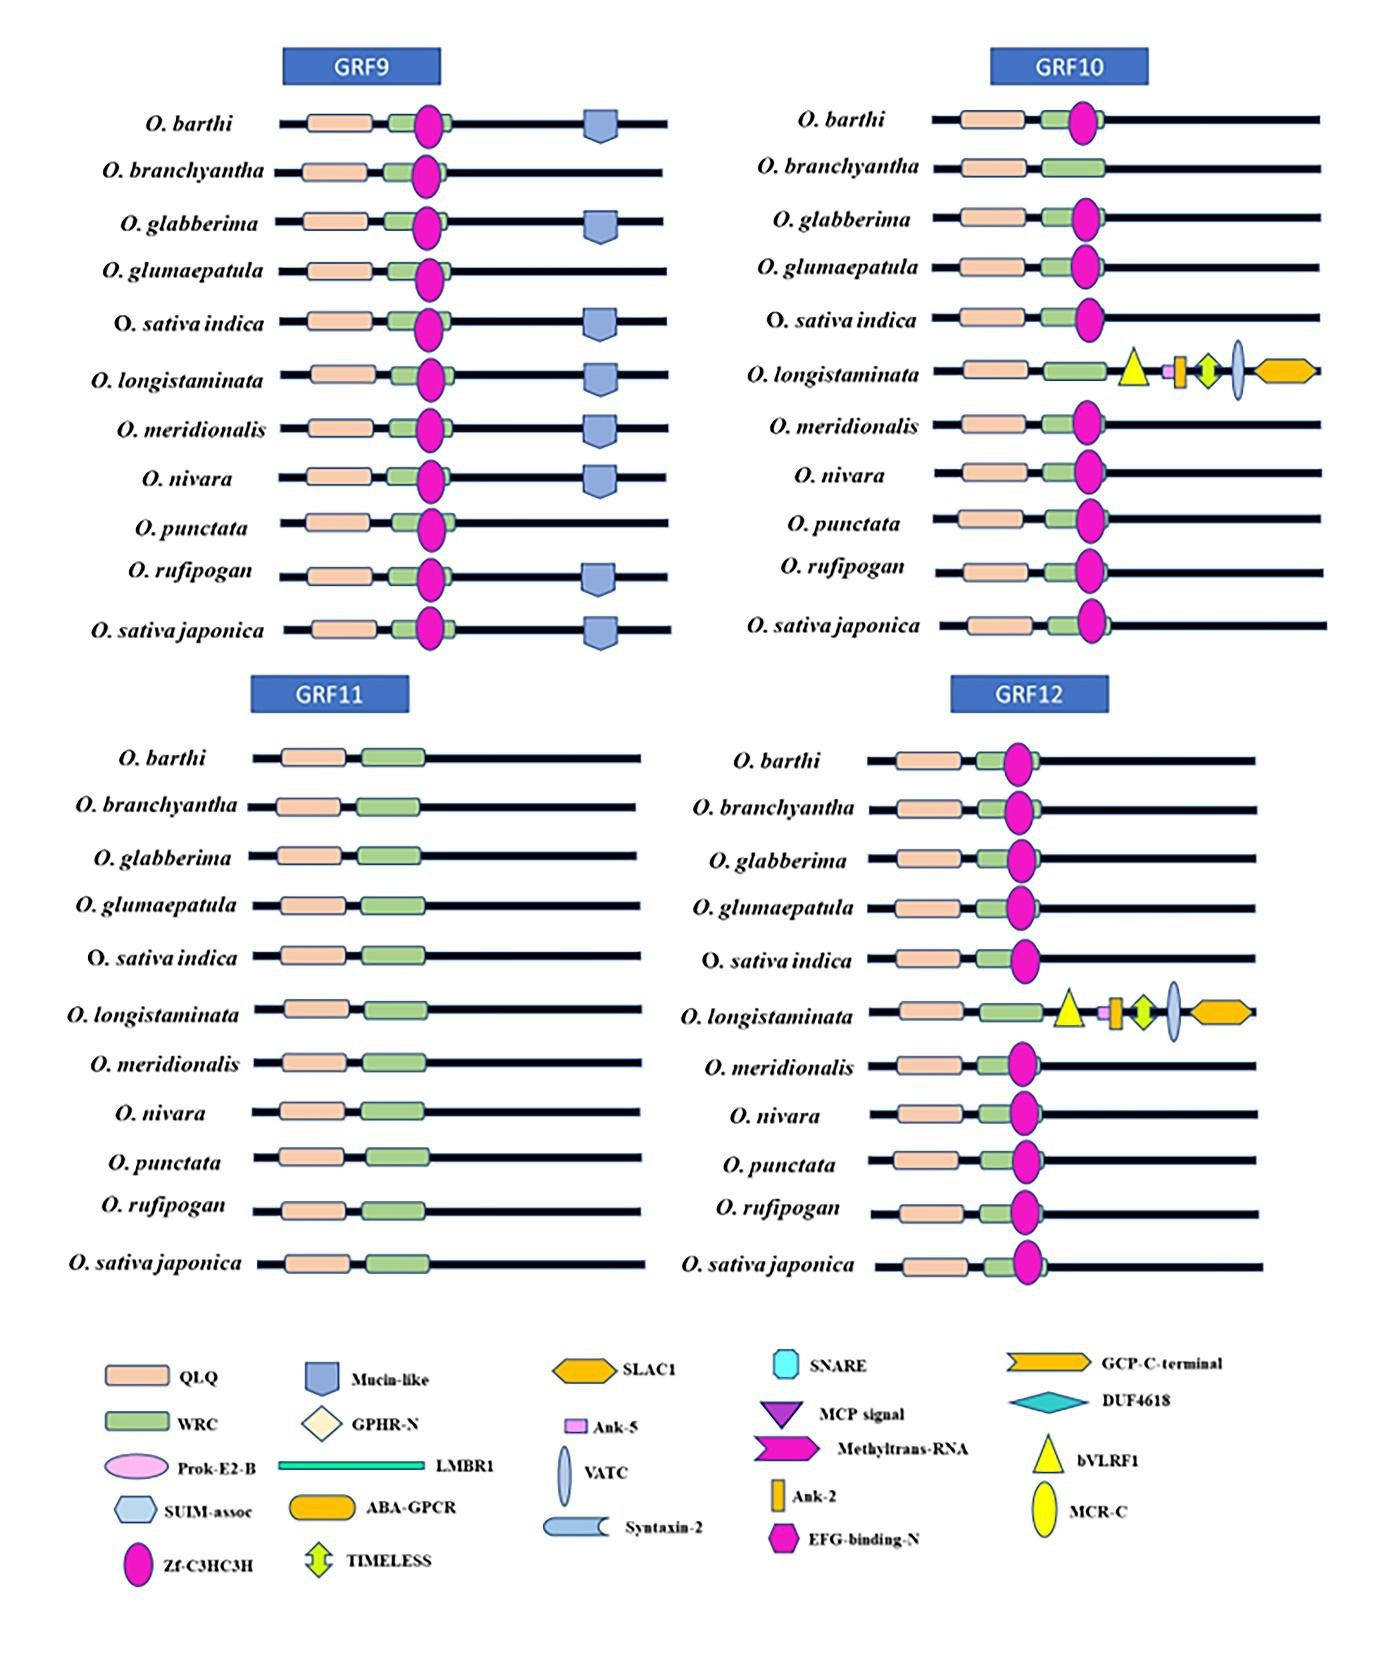 GRF9
O. barthi
O. branchyantha
O. glabberima
O. glumaepatula
O. sativa indica
O. longistaminata
O. meridionalis
O. nivara
O. punctata
O. rufipogan
O. sativa japonica
GRF10
O. barthi
O. branchyantha
O. glabberima
O. glumaepatula
O. sativa indica
O. longistaminata
O. meridionalis
O. nivara
O. punctata
O. rufipogan
O. sativa japonica
GRF11
O. barthi
O. branchyantha
O. glabberima
O. glumaepatula
O. sativa indica
O. longistaminata
O. meridionalis
O. nivara
O. punctata
O. rufipogan
O. sativa japonica
GRF12
O. barthi
O. branchyantha
O. glabberima
O. glumaepatula
O. sativa indica
O. longistaminata
O. meridionalis
O. nivara
O. punctata
O. rufipogan
O. sativa japonica
QLQ
WRC
Prok-E2-B
SUIM-assoc
Zf-C3HC3H
Mucin-like
GPHR-N
LMBR1
ABA-GPCR
TIMELESS
SLAC1
Ank-5
VATC
Syntaxin-2
SNARE
MCP signal
Methyltrans-RNA
Ank-2
EFG-binding-N
GCP-C-terminal
DUF4618
bVLRF1
MCR-C